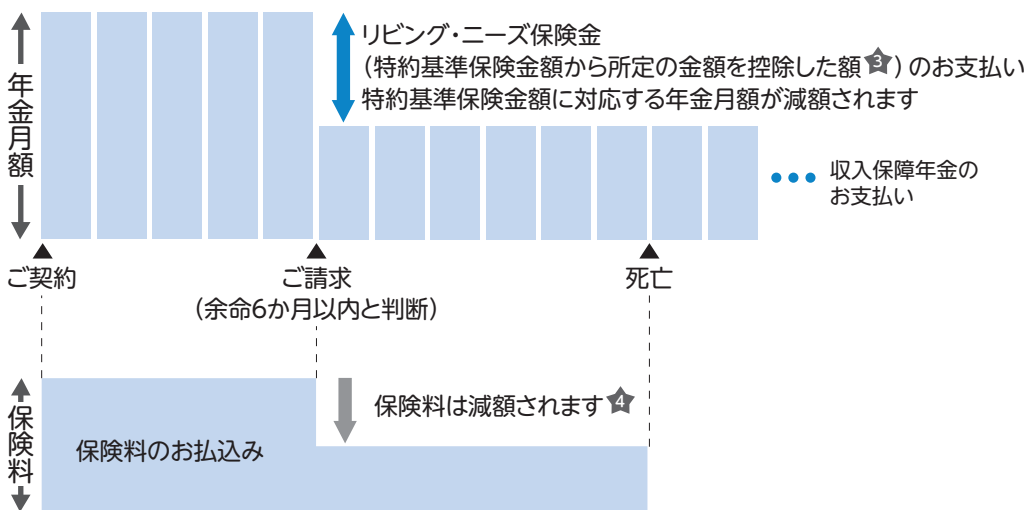 年金月額
リビング・ニーズ保険金
（特約基準保険金額から所定の金額を控除した額3）のお支払い
特約基準保険金額に対応する年金月額が減額されます
収入保障年金の
お支払い
ご契約
ご請求
（余命6か月以内と判断）
死亡
保険料
保険料のお払込み
保険料は減額されます4